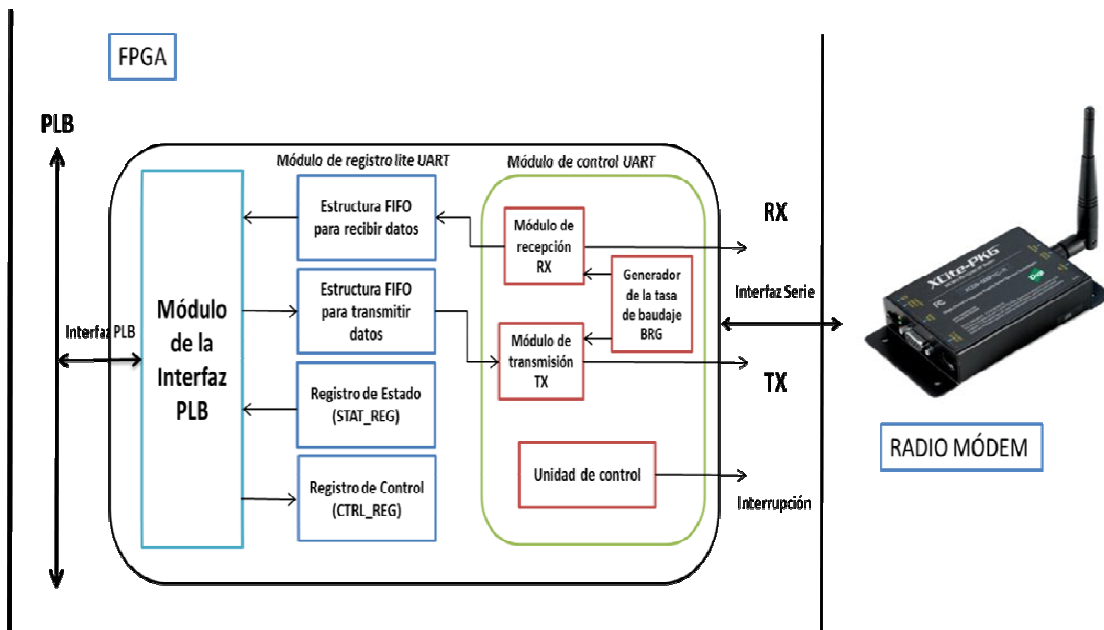 FPGA
PLB
Interfaz PLB
Módulo
de la
Interfaz
PLB
Módulo de registro lite UART
Estructura FIFO
para recibir datos
Estructura FIFO
para transmitir
datos
Registro de Estado
(STAT_REG)
Registro de Control
(CTRL_REG)
Módulo de control UART
Módulo de
recepción
RX
Generador
de la tasa
de baudaje
BRG
Módulo de
transmisión
TX
Unidad de control
RX
Interfaz Serie
TX
Interrupción
XLite-PKG
RADIO MÓDEM